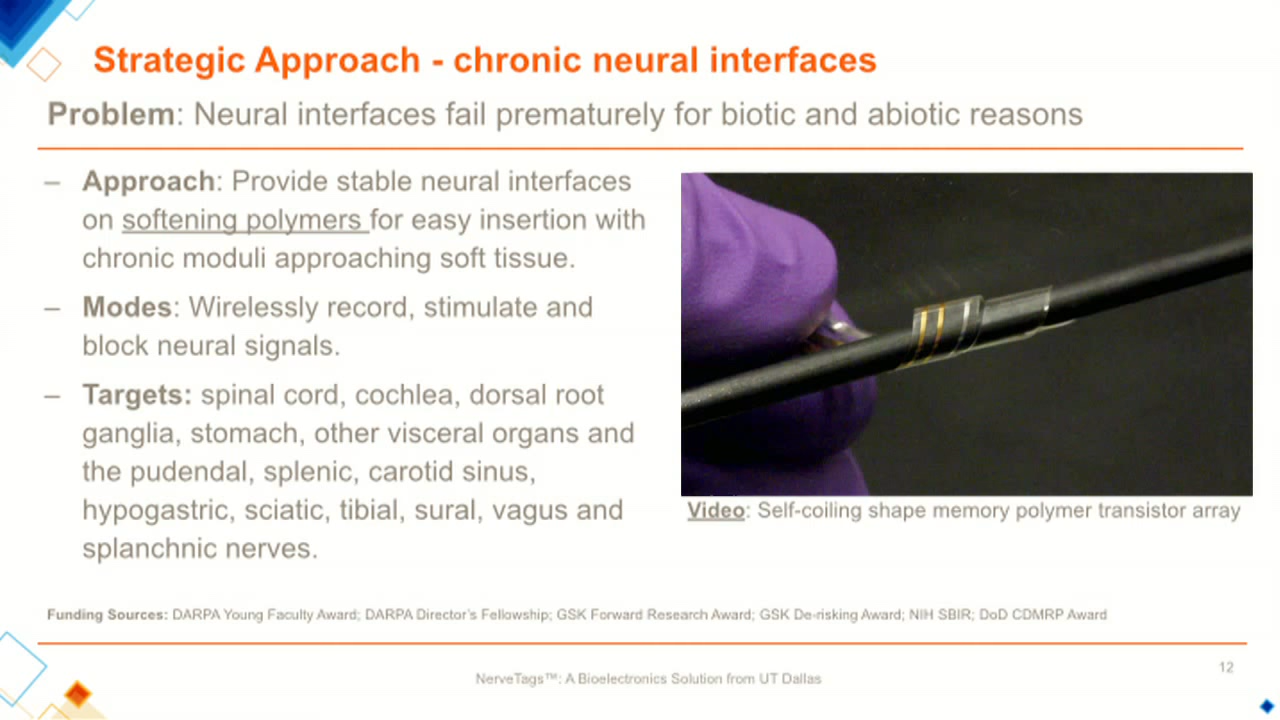 Strategic Approach - chronic neural interfaces
Problem: Neural interfaces fail prematurely for biotic and abiotic reasons
– Approach: Provide stable neural interfaces
on softening polymers for easy insertion with
chronic moduli approaching soft tissue.
– Modes: Wirelessly record, stimulate and
block neural signals.
– Targets: spinal cord, cochlea, dorsal root
ganglia, stomach, other visceral organs and
the pudendal, splenic, carotid sinus,
hypogastric, sciatic, tibial, sural, vagus and
splanchnic nerves.
Video: Self-coiling shape memory polymer transistor array
Funding Sources: DARPA Young Faculty Award; DARPA Director's Fellowship; GSK Forward Research Award; GSK De-risking Award; NIH SBIR; DoD CDMRP Award
NerveTags™: A Bioelectronics Solution from UT Dallas
12